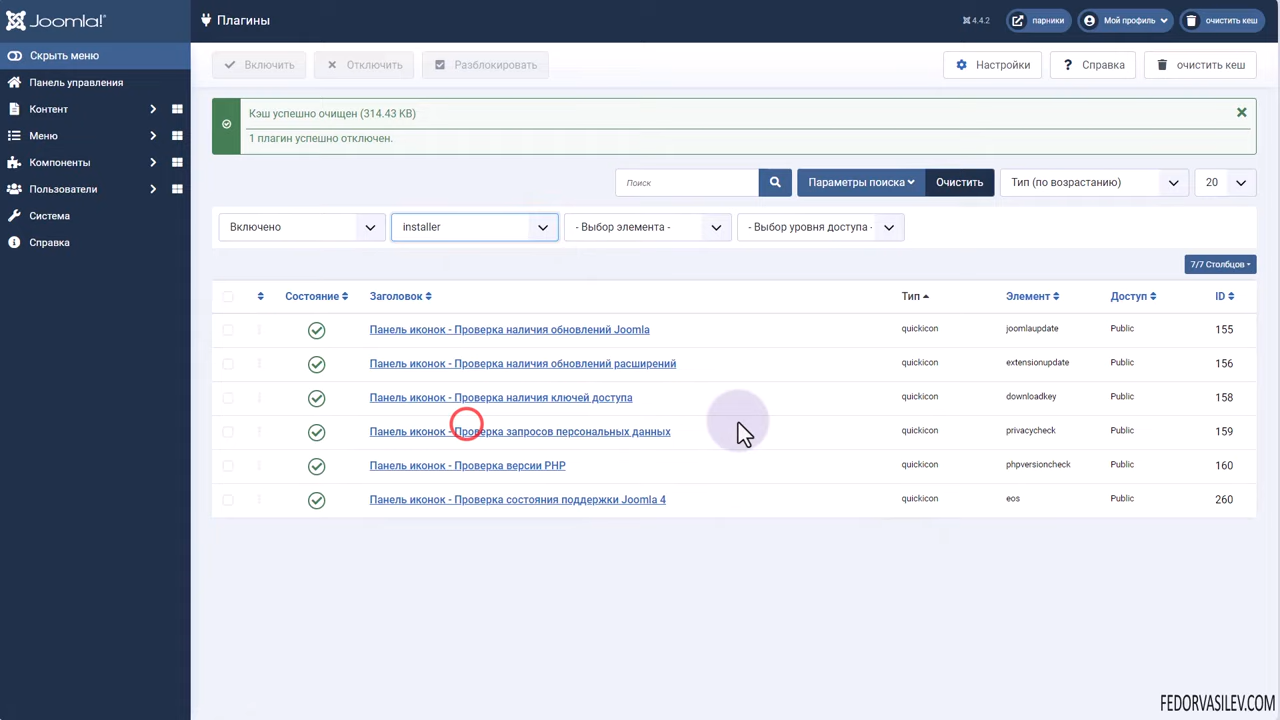 Joomla!®
Плагины
4.4.2
парники
Мой профиль
очистить кеш
Скрыть меню
Панель управления
Контент
Меню
Компоненты
Пользователи
Система
Справка
Включить
Отключить
Разблокировать
Настройки
? Справка
очистить кеш
Кэш успешно очищен (314.43 KB)
1 плагин успешно отключен.
Поиск
Параметры поиска
Очистить
Тип (по возрастанию)
20
Включено
installer
- Выбор элемента -
- Выбор уровня доступа -
7/7 Столбцов
Состояние Заголовок Тип Элемент Доступ ID
Панель иконок - Проверка наличия обновлений Joomla quickicon joomlaupdate Public 155
Панель иконок - Проверка наличия обновлений расширений quickicon extensionupdate Public 156
Панель иконок - Проверка наличия ключей доступа quickicon downloadkey Public 158
Панель иконок - Проверка запросов персональных данных quickicon privacycheck Public 159
Панель иконок - Проверка версии PHP quickicon phpversioncheck Public 160
Панель иконок - Проверка состояния поддержки Joomla 4 quickicon eos Public 260
FEDORVASILEV.COM